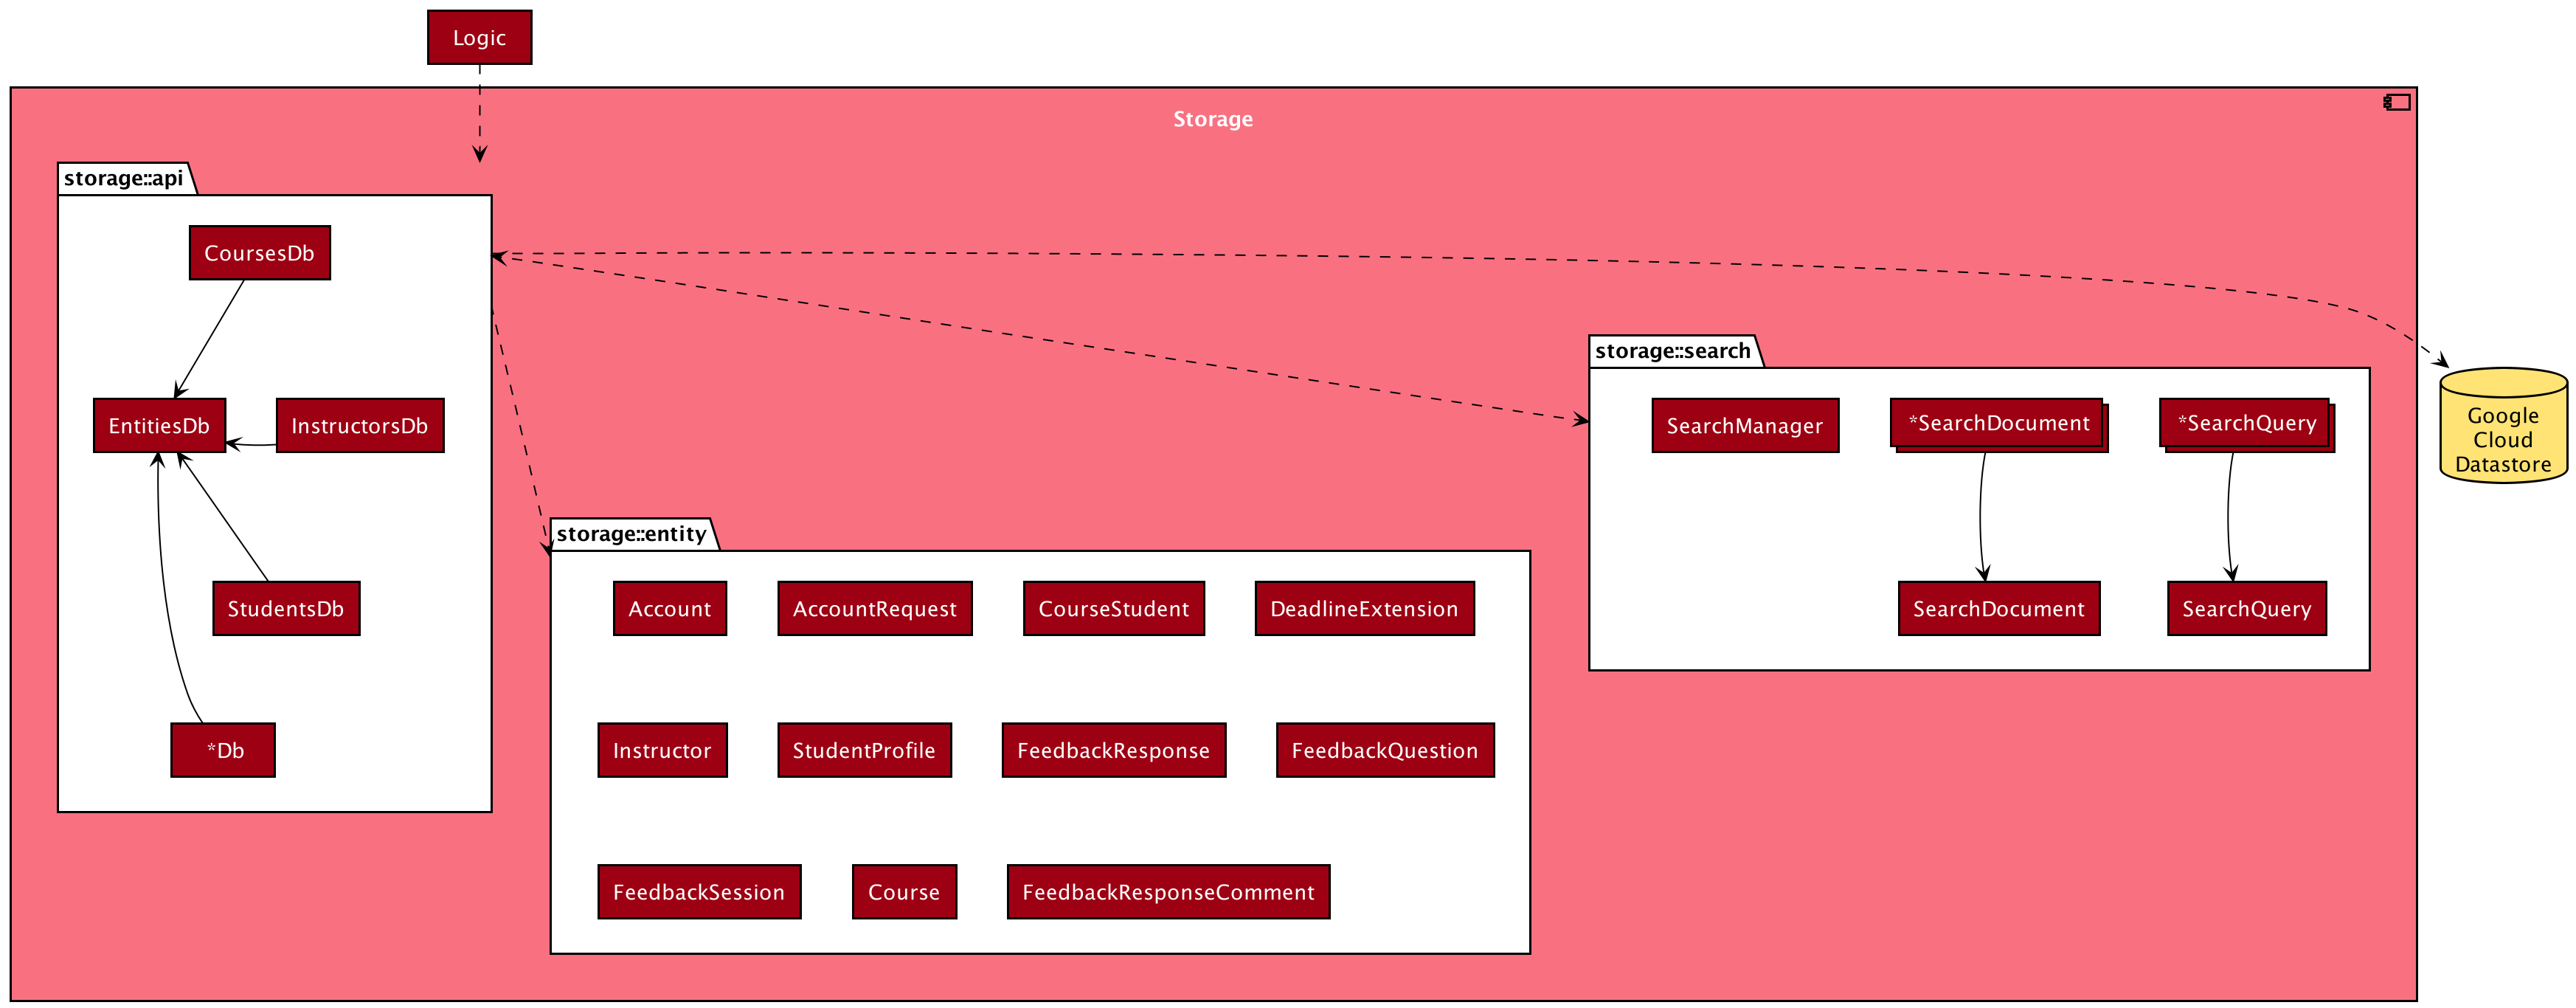 Logic
Storage
storage::api
CoursesDb
EntitiesDb
InstructorsDb
StudentsDb
*Db
storage::entity
Account
AccountRequest
CourseStudent
DeadlineExtension
Instructor
StudentProfile
FeedbackResponse
FeedbackQuestion
FeedbackSession
Course
FeedbackResponseComment
storage::search
SearchManager
*SearchDocument
*SearchQuery
SearchDocument
SearchQuery
Google
Cloud
Datastore